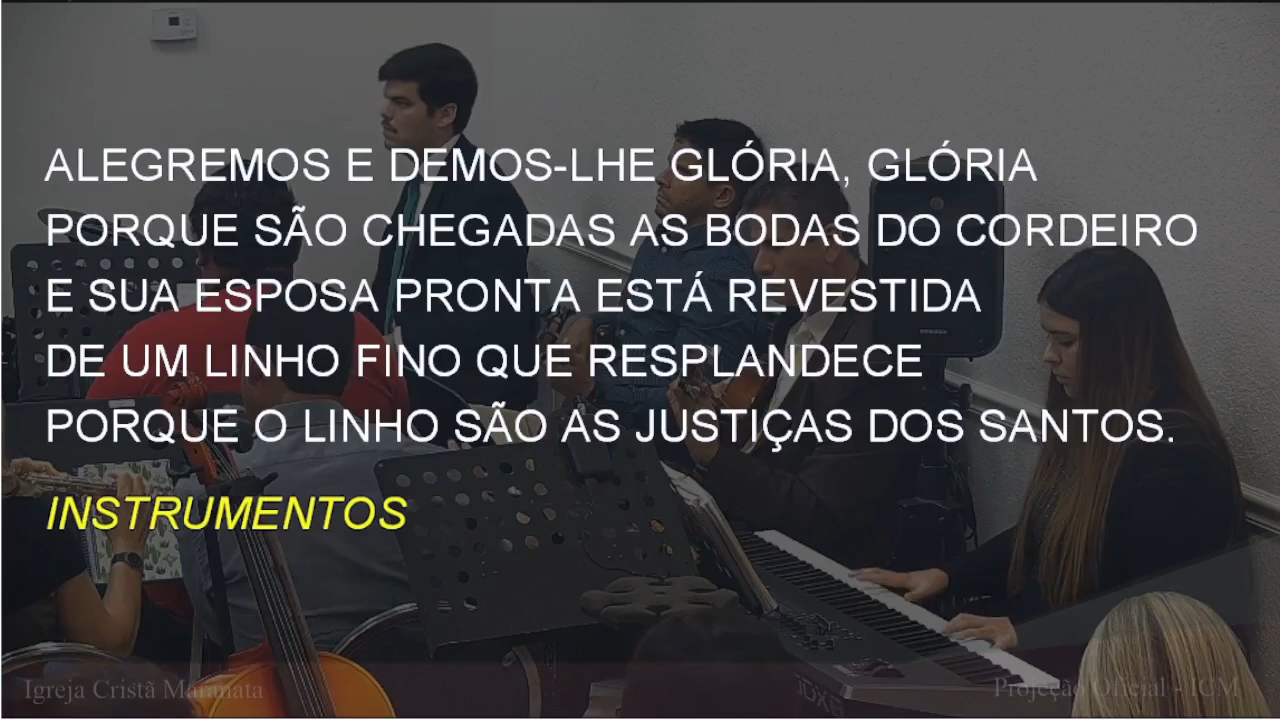 ALEGREMOS E DEMOS-LHE GLÓRIA, GLÓRIA
PORQUE SÃO CHEGADAS AS BODAS DO CORDEIRO
E SUA ESPOSA PRONTA ESTÁ REVESTIDA
DE UM LINHO FINO QUE RESPLANDECE
PORQUE O LINHO SÃO AS JUSTIÇAS DOS SANTOS.
INSTRUMENTOS
Igreja Cristã Maranata
Projeção Oficial - ICM